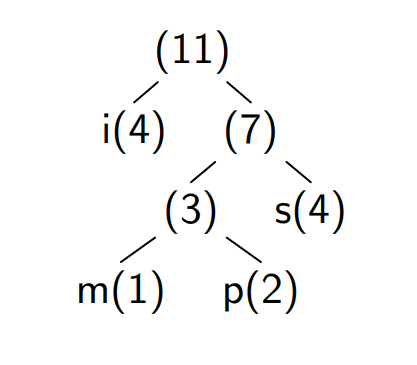 (11)
i(4) (7)
(3) s(4)
m(1) p(2)